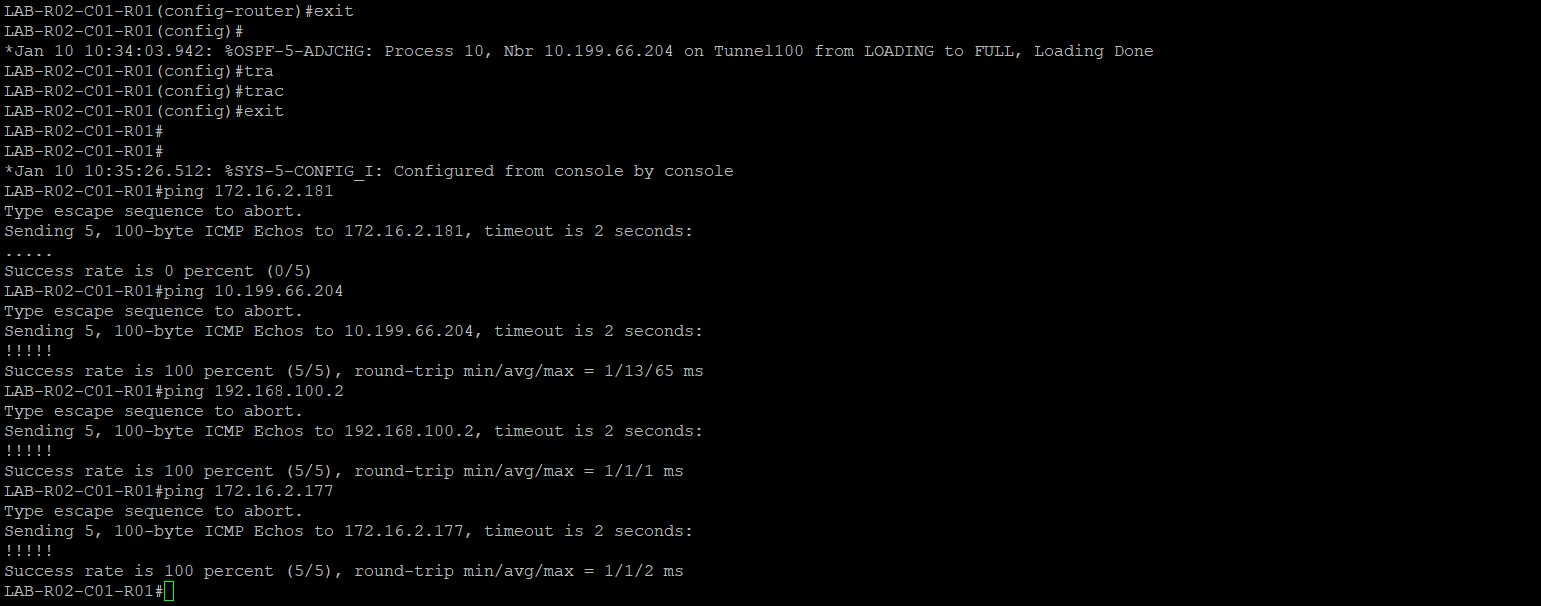 LAB-R02-C01-R01(config-router)#exit
LAB-R02-C01-R01(config)#
*Jan 10 10:34:03.942: %OSPF-5-ADJCHG: Process 10, Nbr 10.199.66.204 on Tunnel100 from LOADING to FULL, Loading Done
LAB-R02-C01-R01(config)#tra
LAB-R02-C01-R01(config)#trac
LAB-R02-C01-R01(config)#exit
LAB-R02-C01-R01#
LAB-R02-C01-R01#
*Jan 10 10:35:26.512: %SYS-5-CONFIG_I: Configured from console by console
LAB-R02-C01-R01#ping 172.16.2.181
Type escape sequence to abort.
Sending 5, 100-byte ICMP Echos to 172.16.2.181, timeout is 2 seconds:
.....
Success rate is 0 percent (0/5)
LAB-R02-C01-R01#ping 10.199.66.204
Type escape sequence to abort.
Sending 5, 100-byte ICMP Echos to 10.199.66.204, timeout is 2 seconds:
!!!!!
Success rate is 100 percent (5/5), round-trip min/avg/max = 1/13/65 ms
LAB-R02-C01-R01#ping 192.168.100.2
Type escape sequence to abort.
Sending 5, 100-byte ICMP Echos to 192.168.100.2, timeout is 2 seconds:
!!!!!
Success rate is 100 percent (5/5), round-trip min/avg/max = 1/1/1 ms
LAB-R02-C01-R01#ping 172.16.2.177
Type escape sequence to abort.
Sending 5, 100-byte ICMP Echos to 172.16.2.177, timeout is 2 seconds:
!!!!!
Success rate is 100 percent (5/5), round-trip min/avg/max = 1/1/2 ms
LAB-R02-C01-R01#